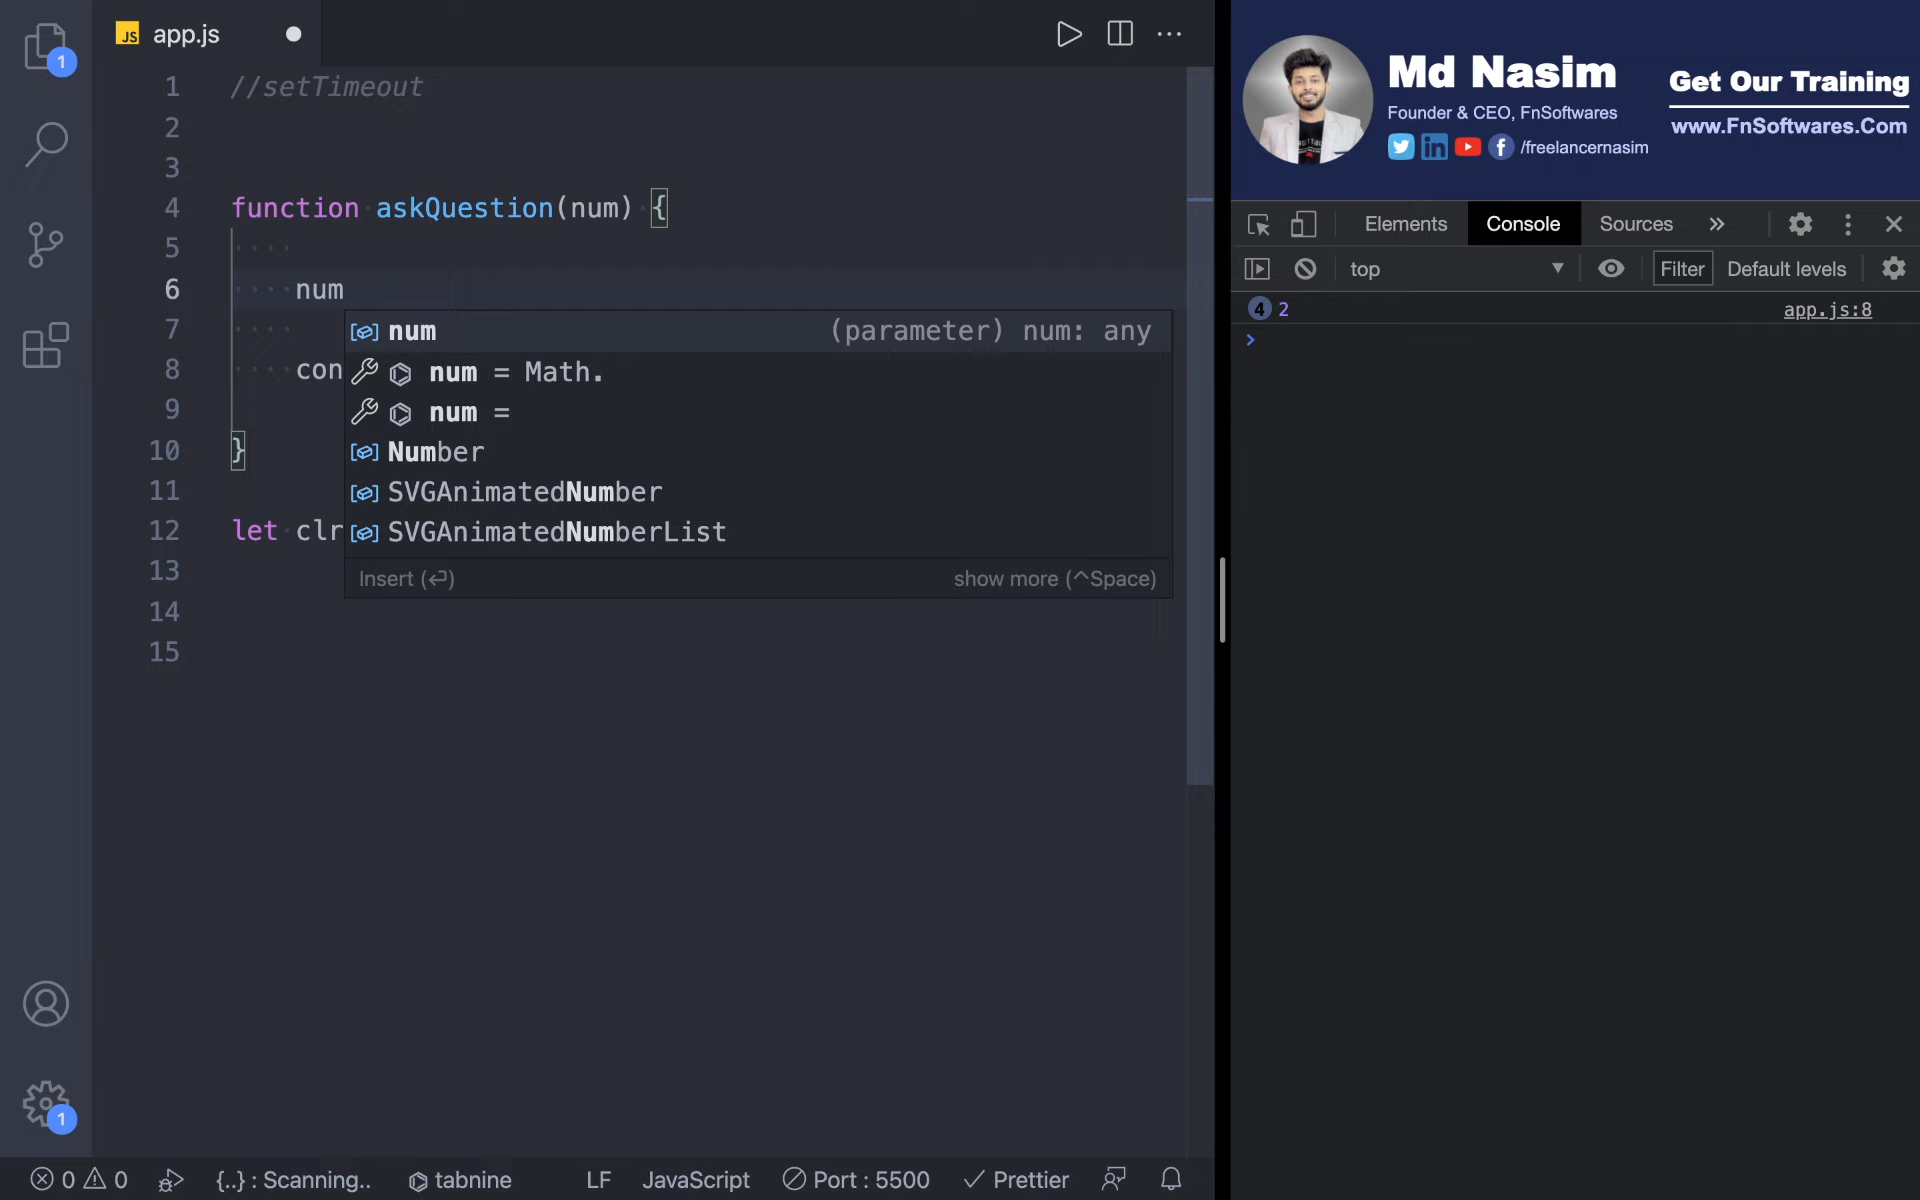 JS app.js
1 //setTimeout
2
3
4 function askQuestion(num) {
5
6 num
7
8 con
9
10 }
11
12 let clr
13
14
15
num (parameter) num: any
num = Math.
num =
Number
SVGAnimatedNumber
SVGAnimatedNumberList
Insert (⏎) show more (^Space)
1
1
0 0 {..} : Scanning.. tabnine LF JavaScript Port : 5500 Prettier
Md Nasim
Founder & CEO, FnSoftwares
/freelancernasim
Get Our Training
www.FnSoftwares.Com
Elements Console Sources »
top Filter Default levels
4 2 app.js:8